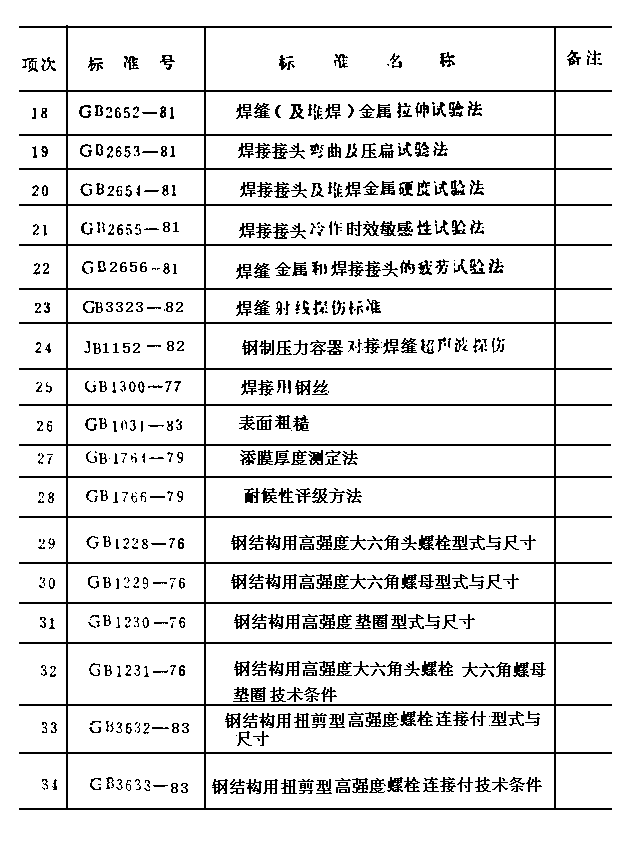 项次 标准号 标准名称 备注
18 GB2652—81 焊缝(及堆焊)金属拉伸试验法
19 GB2653—81 焊接接头弯曲及压扁试验法
20 GB2654—81 焊接接头及堆焊金属硬度试验法
21 GB2655—81 焊接接头冷作时效敏感性试验法
22 GB2656-81 焊缝金属和焊接接头的疲劳试验法
23 GB3323—82 焊缝射线探伤标准
24 JB1152—82 钢制压力容器对接焊缝超声波探伤
25 GB1300—77 焊接用钢丝
26 GB1031—83 表面粗糙
27 GB1764—79 漆膜厚度测定法
28 GB1766—79 耐候性评级方法
29 GB1228—76 钢结构用高强度大六角头螺栓型式与尺寸
30 GB1229—76 钢结构用高强度大六角螺母型式与尺寸
31 GB1230—76 钢结构用高强度垫圈型式与尺寸
32 GB1231—76 钢结构用高强度大六角头螺栓 大六角螺母
垫圈技术条件
33 GB3632—83 钢结构用扭剪型高强度螺栓连接付型式与
尺寸
34 GB3633—83 钢结构用扭剪型高强度螺栓连接付技术条件